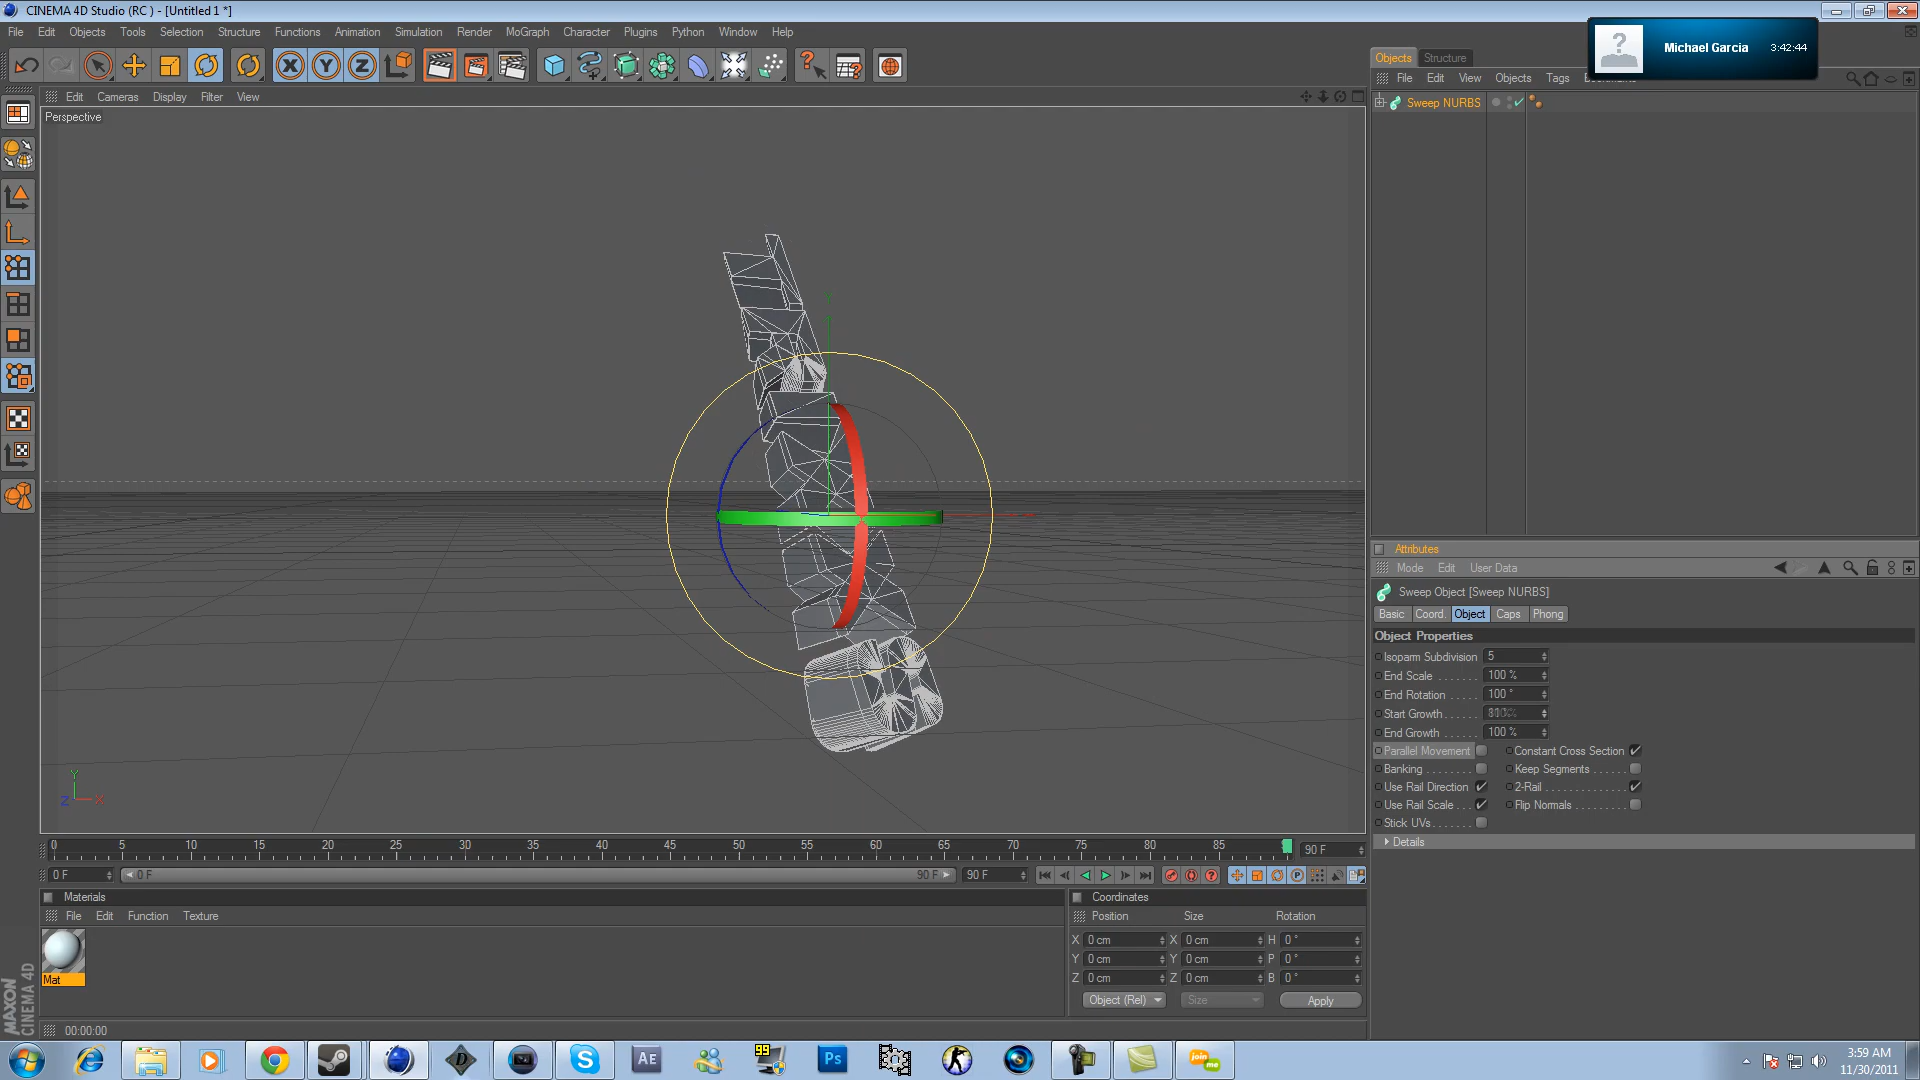 CINEMA 4D Studio (RC ) - [Untitled 1 *]
File Edit Objects Tools Selection Structure Functions Animation Simulation Render MoGraph Character Plugins Python Window Help
Michael Garcia 3:42:44
Objects Structure
File Edit View Objects Tags
Edit Cameras Display Filter View
Perspective
Sweep NURBS
Attributes
Mode Edit User Data
Sweep Object [Sweep NURBS]
Basic Coord. Object Caps Phong
Object Properties
Isoparm Subdivision 5
End Scale . . . . . . . 100 %
End Rotation . . . . . 100 °
Start Growth . . . . .
End Growth . . . . . 100 %
Parallel Movement Constant Cross Section
Banking . . . . . . . . Keep Segments . . . . . .
Use Rail Direction 2-Rail . . . . . . . . . . . . . .
Use Rail Scale . . . Flip Normals . . . . . . . . .
Stick UVs . . . . . . .
Details
Y
Z X
0 5 10 15 20 25 30 35 40 45 50 55 60 65 70 75 80 85 90 F
0 F 0 F 90 F 90 F
Materials
File Edit Function Texture
Mat
Coordinates
Position Size Rotation
X 0 cm X 0 cm H 0 °
Y 0 cm Y 0 cm P 0 °
Z 0 cm Z 0 cm B 0 °
Object (Rel) Size Apply
MAXON
CINEMA 4D
00:00:00
Ae 99 Ps join me
3:59 AM
11/30/2011